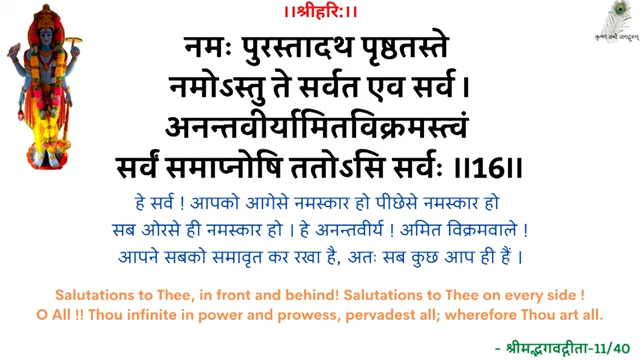 ।।श्रीहरि:।।
कृष्णं वन्दे जगद्गुरुम्
नमः पुरस्तादथ पृष्ठतस्ते
नमोऽस्तु ते सर्वत एव सर्व ।
अनन्तवीर्यामितविक्रमस्त्वं
सर्वं समाप्नोषि ततोऽसि सर्वः ।।16।।
हे सर्व ! आपको आगेसे नमस्कार हो पीछेसे नमस्कार हो
सब ओरसे ही नमस्कार हो । हे अनन्तवीर्य ! अमित विक्रमवाले !
आपने सबको समावृत कर रखा है, अतः सब कुछ आप ही हैं ।
Salutations to Thee, in front and behind! Salutations to Thee on every side !
O All !! Thou infinite in power and prowess, pervadest all; wherefore Thou art all.
- श्रीमद्भगवद्गीता-11/40